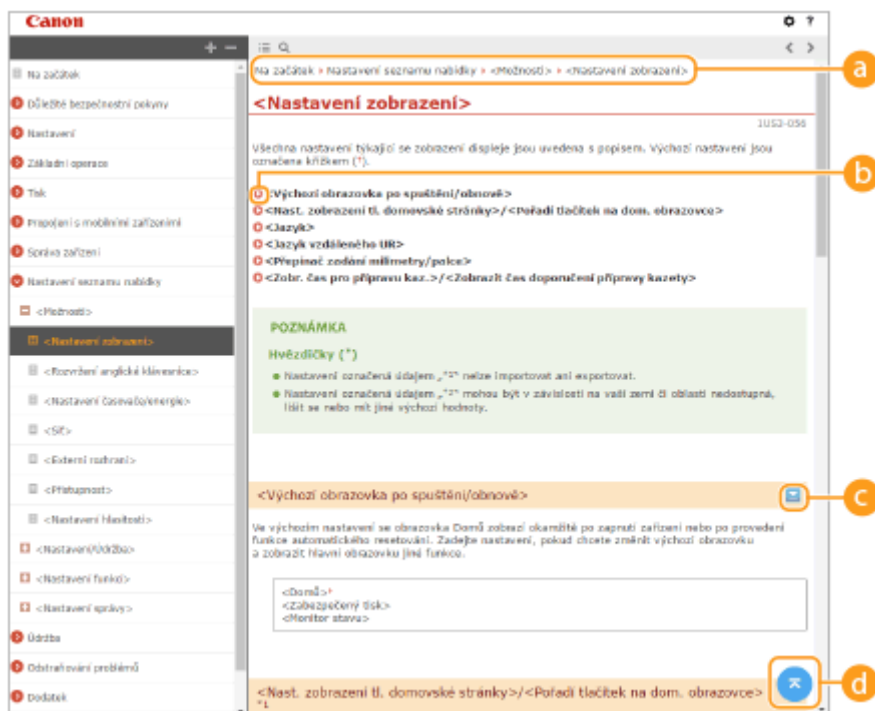 Canon
?
+ −
< >
Na začátek
Důležité bezpečnostní pokyny
Nastavení
Základní operace
Tisk
Propojení s mobilními zařízeními
Správa zařízení
Nastavení seznamu nabídky
<Možnosti>
<Nastavení zobrazení>
<Rozvržení anglické klávesnice>
<Nastavení časovače/energie>
<Síť>
<Externí rozhraní>
<Přístupnost>
<Nastavení hlasitosti>
<Nastavení/Údržba>
<Nastavení funkcí>
<Nastavení správy>
Údržba
Odstraňování problémů
Dodatek
Na začátek > Nastavení seznamu nabídky > <Možnosti> > <Nastavení zobrazení>
a
<Nastavení zobrazení>
1US2-056
Všechna nastavení týkající se zobrazení displeje jsou uvedena s popisem. Výchozí nastavení jsou
označena křížkem (†).
b
<Výchozí obrazovka po spuštění/obnově>
<Nast. zobrazení tl. domovské stránky>/<Pořadí tlačítek na dom. obrazovce>
<Jazyk>
<Jazyk vzdáleného UR>
<Přepínač zadání milimetry/palce>
<Zobr. čas pro přípravu kaz.>/<Zobrazit čas doporučení přípravy kazety>
POZNÁMKA
Hvězdičky (*)
Nastavení označená údajem „*1" nelze importovat ani exportovat.
Nastavení označená údajem „*2" mohou být v závislosti na vaší zemi či oblasti nedostupná,
lišit se nebo mít jiné výchozí hodnoty.
<Výchozí obrazovka po spuštění/obnově>
c
Ve výchozím nastavení se obrazovka Domů zobrazí okamžitě po zapnutí zařízení nebo po provedení
funkce automatického resetování. Zadejte nastavení, pokud chcete změnit výchozí obrazovku
a zobrazit hlavní obrazovku jiné funkce.
<Domů>†
<Zabezpečený tisk>
<Monitor stavu>
d
<Nast. zobrazení tl. domovské stránky>/<Pořadí tlačítek na dom. obrazovce>
*1